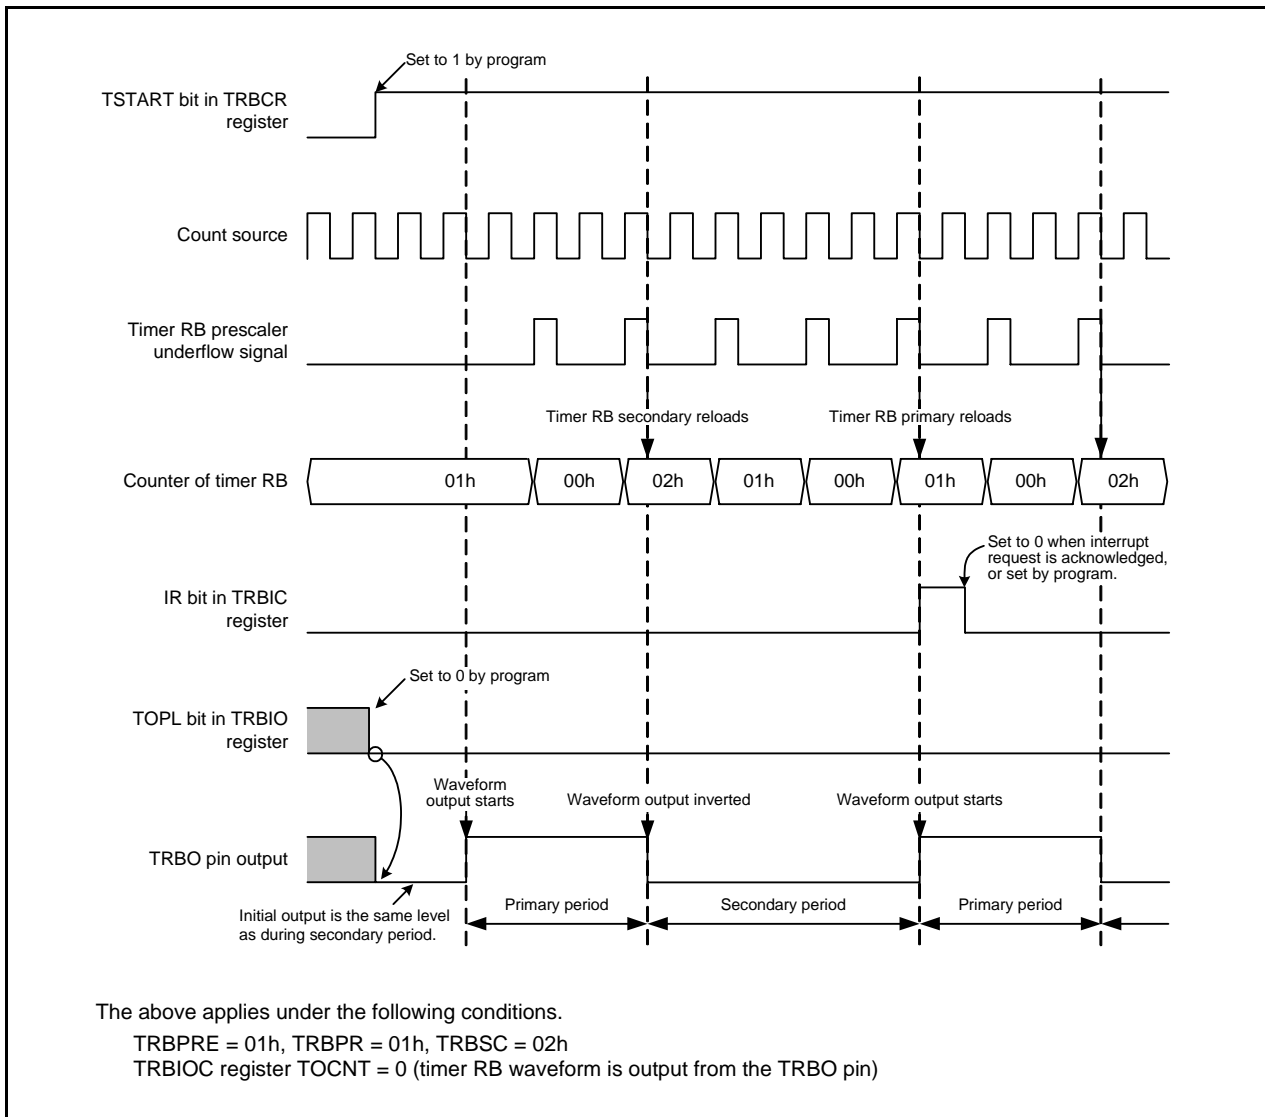 Set to 1 by program
TSTART bit in TRBCR
register
Count source
Timer RB prescaler
underflow signal
Timer RB secondary reloads
Timer RB primary reloads
Counter of timer RB
01h
00h
02h
01h
00h
01h
00h
02h
Set to 0 when interrupt
request is acknowledged,
or set by program.
IR bit in TRBIC
register
Set to 0 by program
TOPL bit in TRBIO
register
Waveform
output starts
Waveform output inverted
Waveform output starts
TRBO pin output
Initial output is the same level
as during secondary period.
Primary period
Secondary period
Primary period
The above applies under the following conditions.
TRBPRE = 01h, TRBPR = 01h, TRBSC = 02h
TRBIOC register TOCNT = 0 (timer RB waveform is output from the TRBO pin)